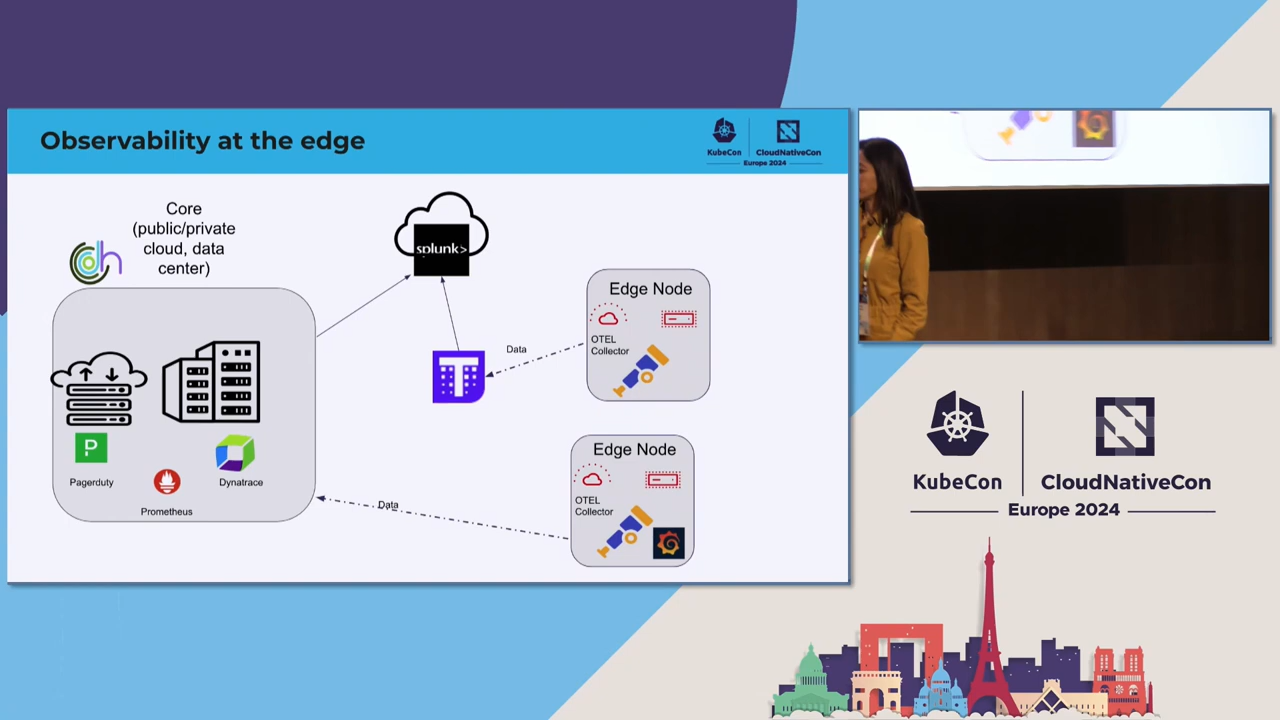 Observability at the edge
KubeCon
CloudNativeCon
Europe 2024
Core
(public/private
cloud, data
center)
dh
splunk>
Edge Node
OTEL
Collector
Data
T
P
Pagerduty
Prometheus
Dynatrace
Data
Edge Node
OTEL
Collector
KubeCon
CloudNativeCon
Europe 2024